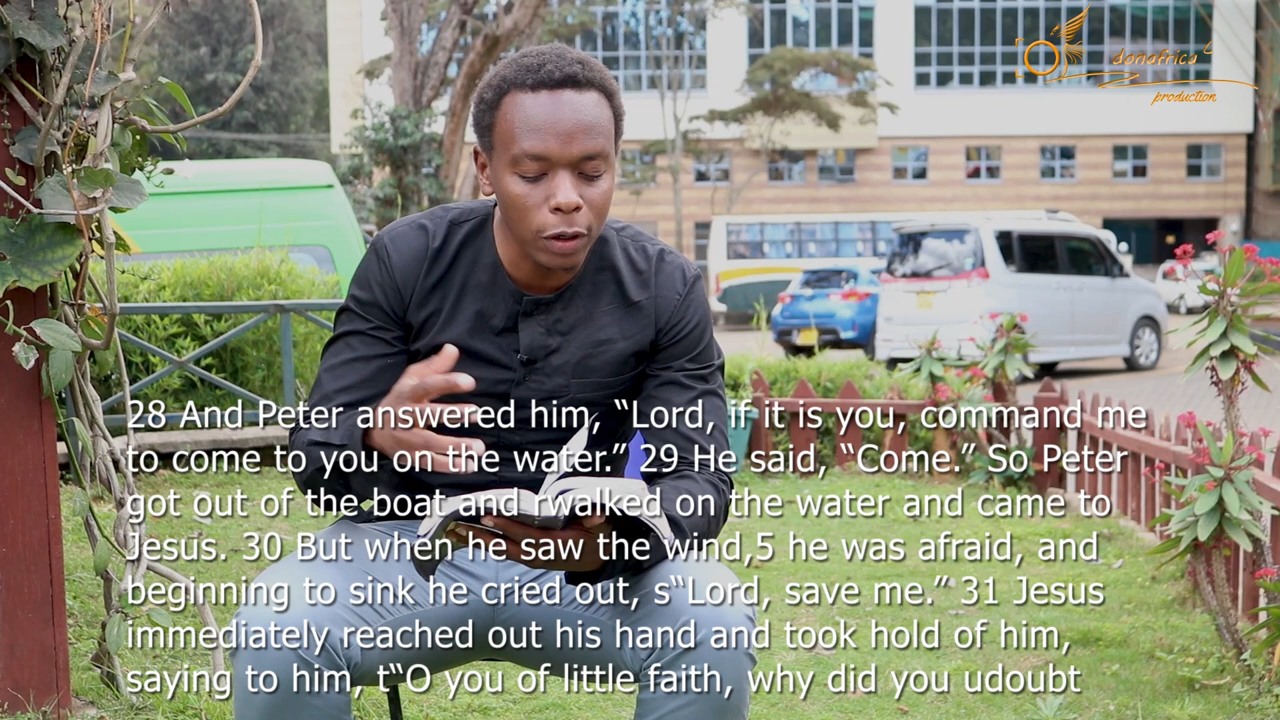 donafrica
production
28 And Peter answered him, “Lord, if it is you, command me
to come to you on the water.” 29 He said, “Come.” So Peter
got out of the boat and rwalked on the water and came to
Jesus. 30 But when he saw the wind,5 he was afraid, and
beginning to sink he cried out, s“Lord, save me.” 31 Jesus
immediately reached out his hand and took hold of him,
saying to him, t“O you of little faith, why did you udoubt